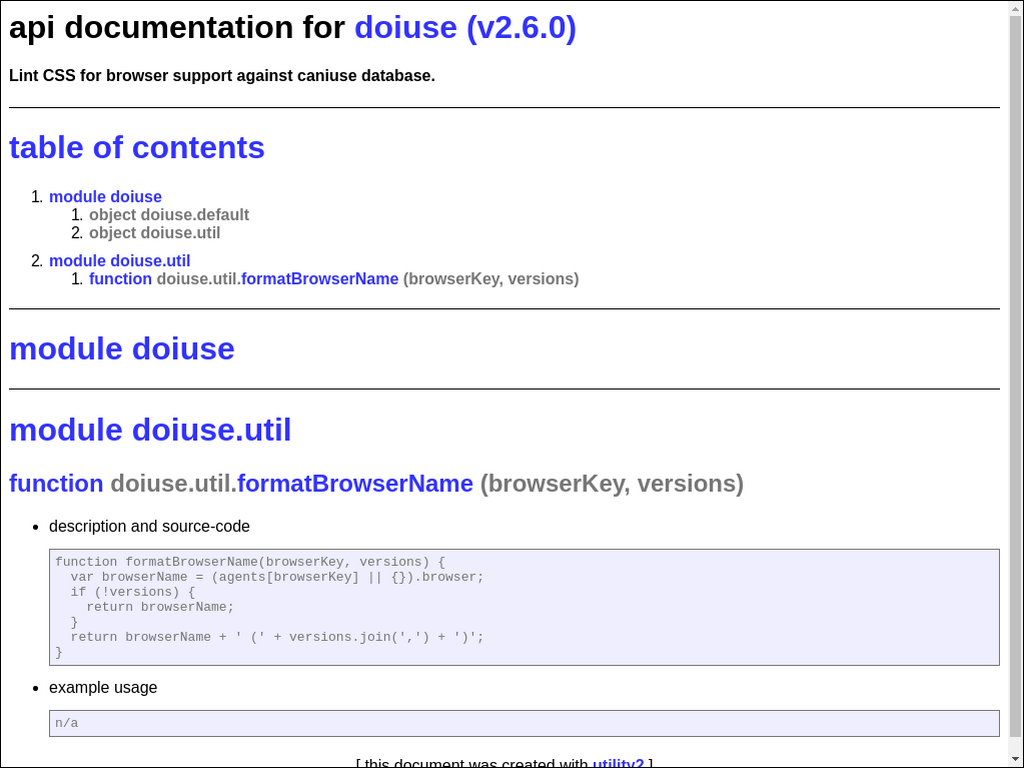 api documentation for doiuse (v2.6.0)
Lint CSS for browser support against caniuse database.
table of contents
1. module doiuse
1. object doiuse.default
2. object doiuse.util
2. module doiuse.util
1. function doiuse.util.formatBrowserName (browserKey, versions)
module doiuse
module doiuse.util
function doiuse.util.formatBrowserName (browserKey, versions)
• description and source-code
function formatBrowserName(browserKey, versions) {
  var browserName = (agents[browserKey] || {}).browser;
  if (!versions) {
    return browserName;
  }
  return browserName + ' (' + versions.join(',') + ')';
}
• example usage
n/a
[ this document was created with utility2 ]